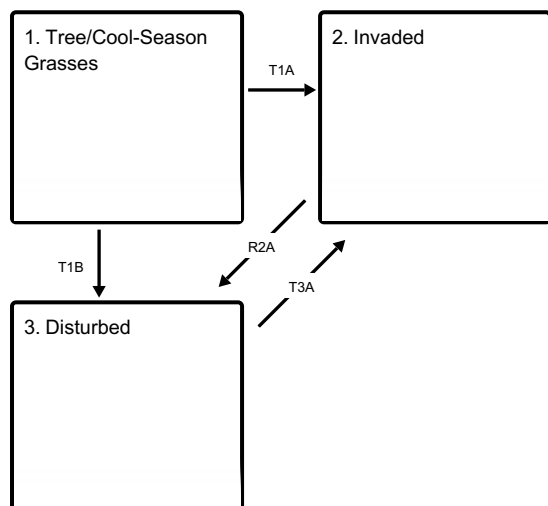 1. Tree/Cool-Season
Grasses
2. Invaded
T1A
R2A
T1B
T3A
3. Disturbed